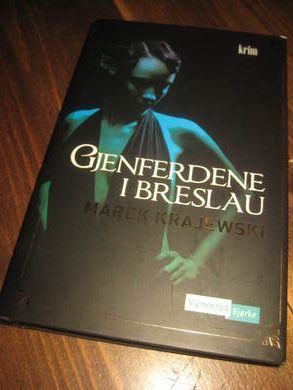 krim
GJENFERDENE
I BRESLAU
MAREK KRAJEWSKI
Vigmostad Bjørke